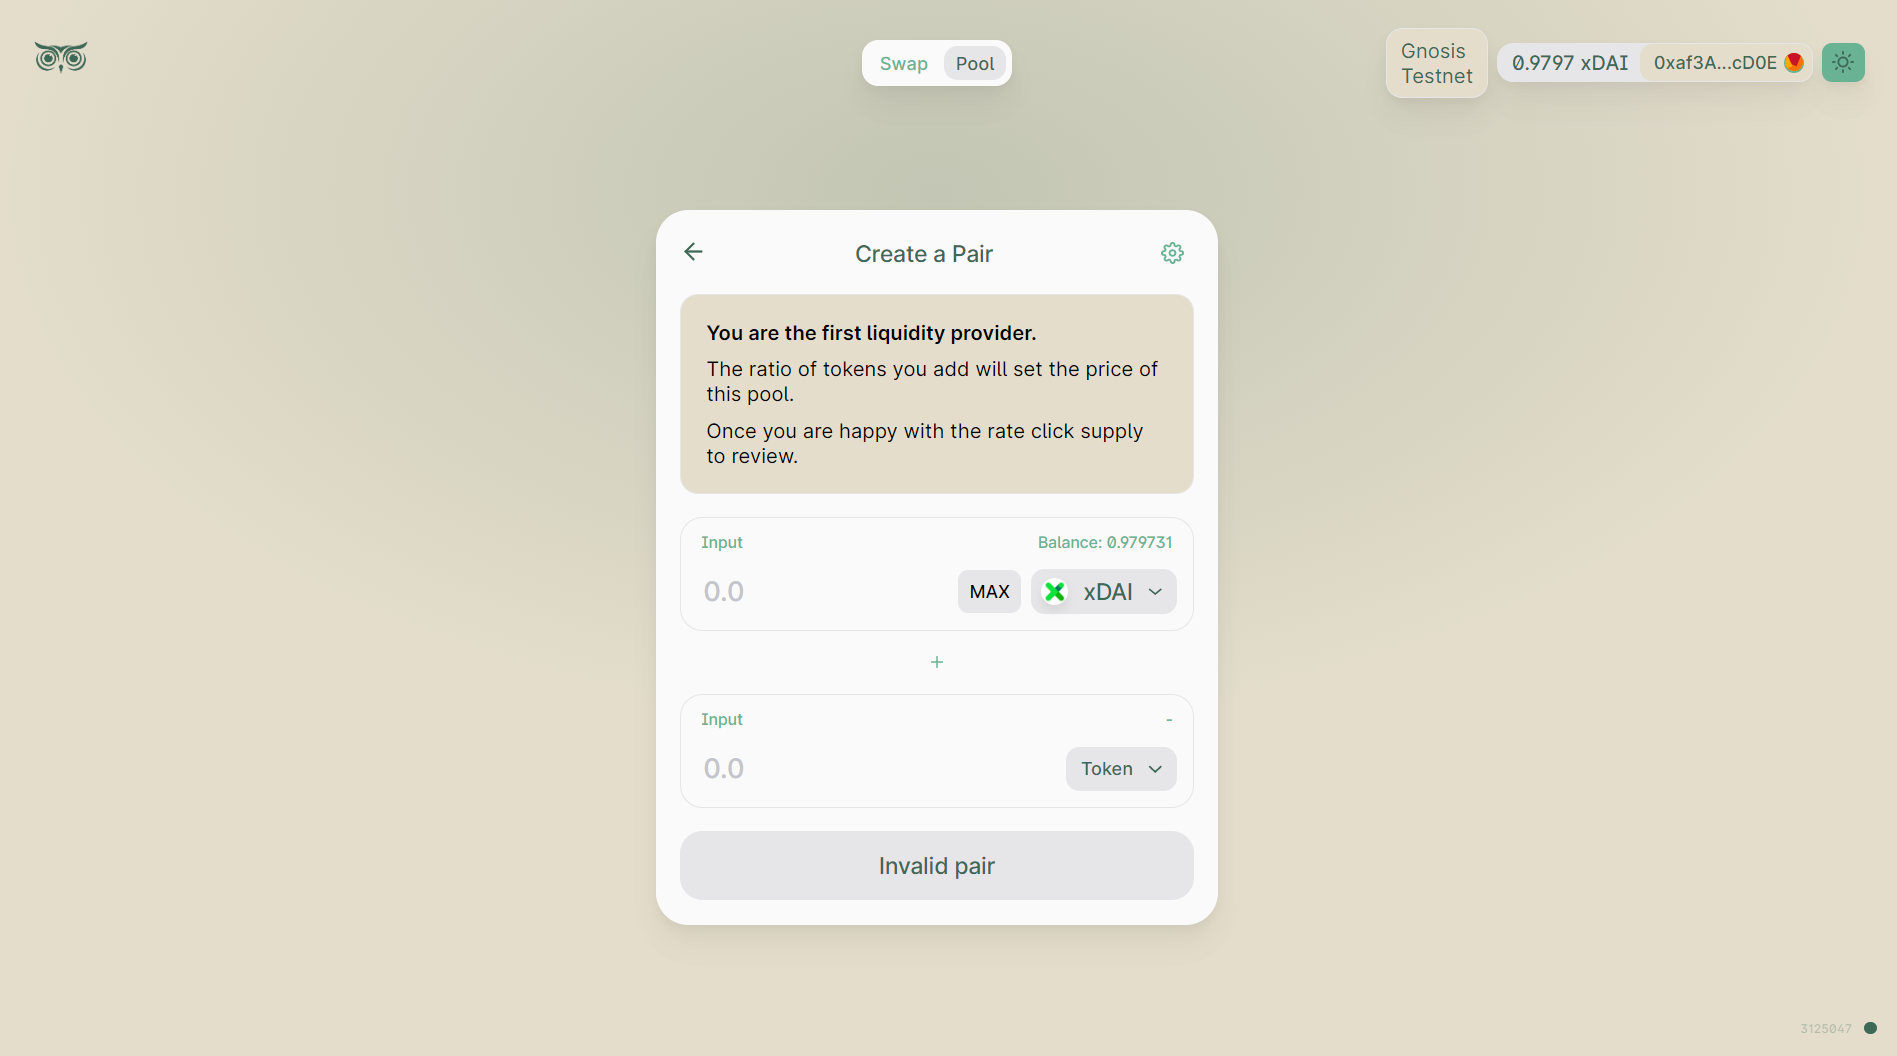 Swap
Pool
Gnosis
Testnet
0.9797 xDAI
0xaf3A...cD0E
Create a Pair
You are the first liquidity provider.
The ratio of tokens you add will set the price of
this pool.
Once you are happy with the rate click supply
to review.
Input
Balance: 0.979731
0.0
MAX
xDAI
+
Input
-
0.0
Token
Invalid pair
3125047